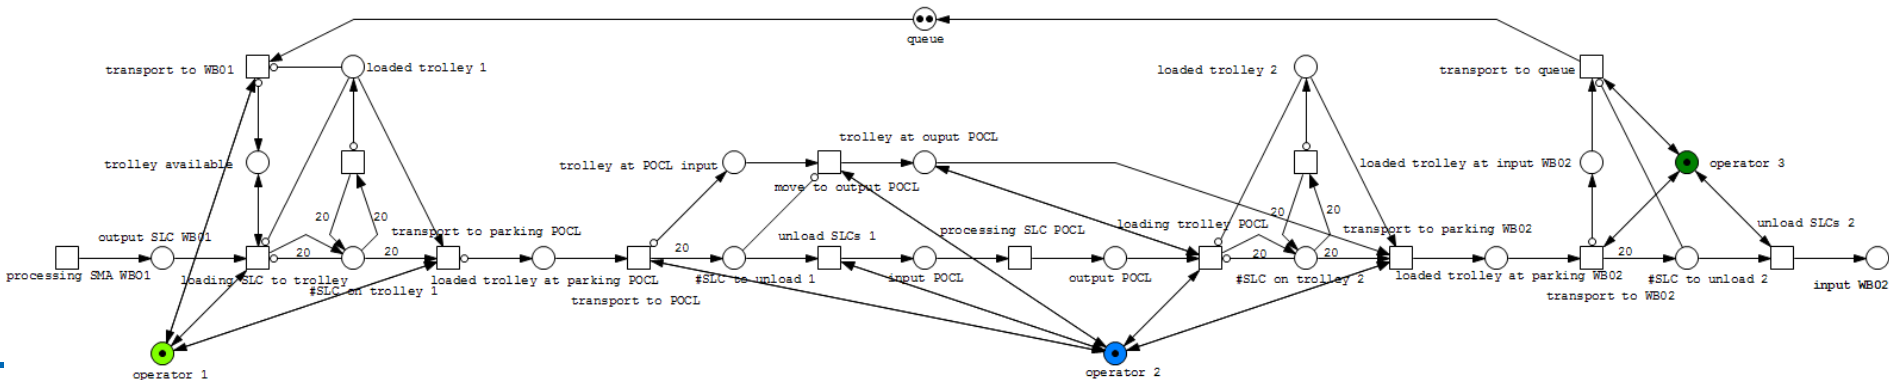 queue
transport to WB01
loaded trolley 1
loaded trolley 2
transport to queue
trolley at ouput POCL
trolley available
trolley at POCL input
loaded trolley at input WB02
operator 3
move to output POCL
20
20
20
20
output SLC WB01
transport to parking POCL
unload SLCs 1
processing SLC POCL
loading trolley POCL
transport to parking WB02
unload SLCs 2
20
20
20
20
20
20
processing SMA WB01
loading SLC to trolley
#SLC on trolley 1
loaded trolley at parking POCL
transport to POCL
#SLC to unload 1
input POCL
output POCL
#SLC on trolley 2
loaded trolley at parking WB02
transport to WB02
#SLC to unload 2
input WB02
operator 1
operator 2